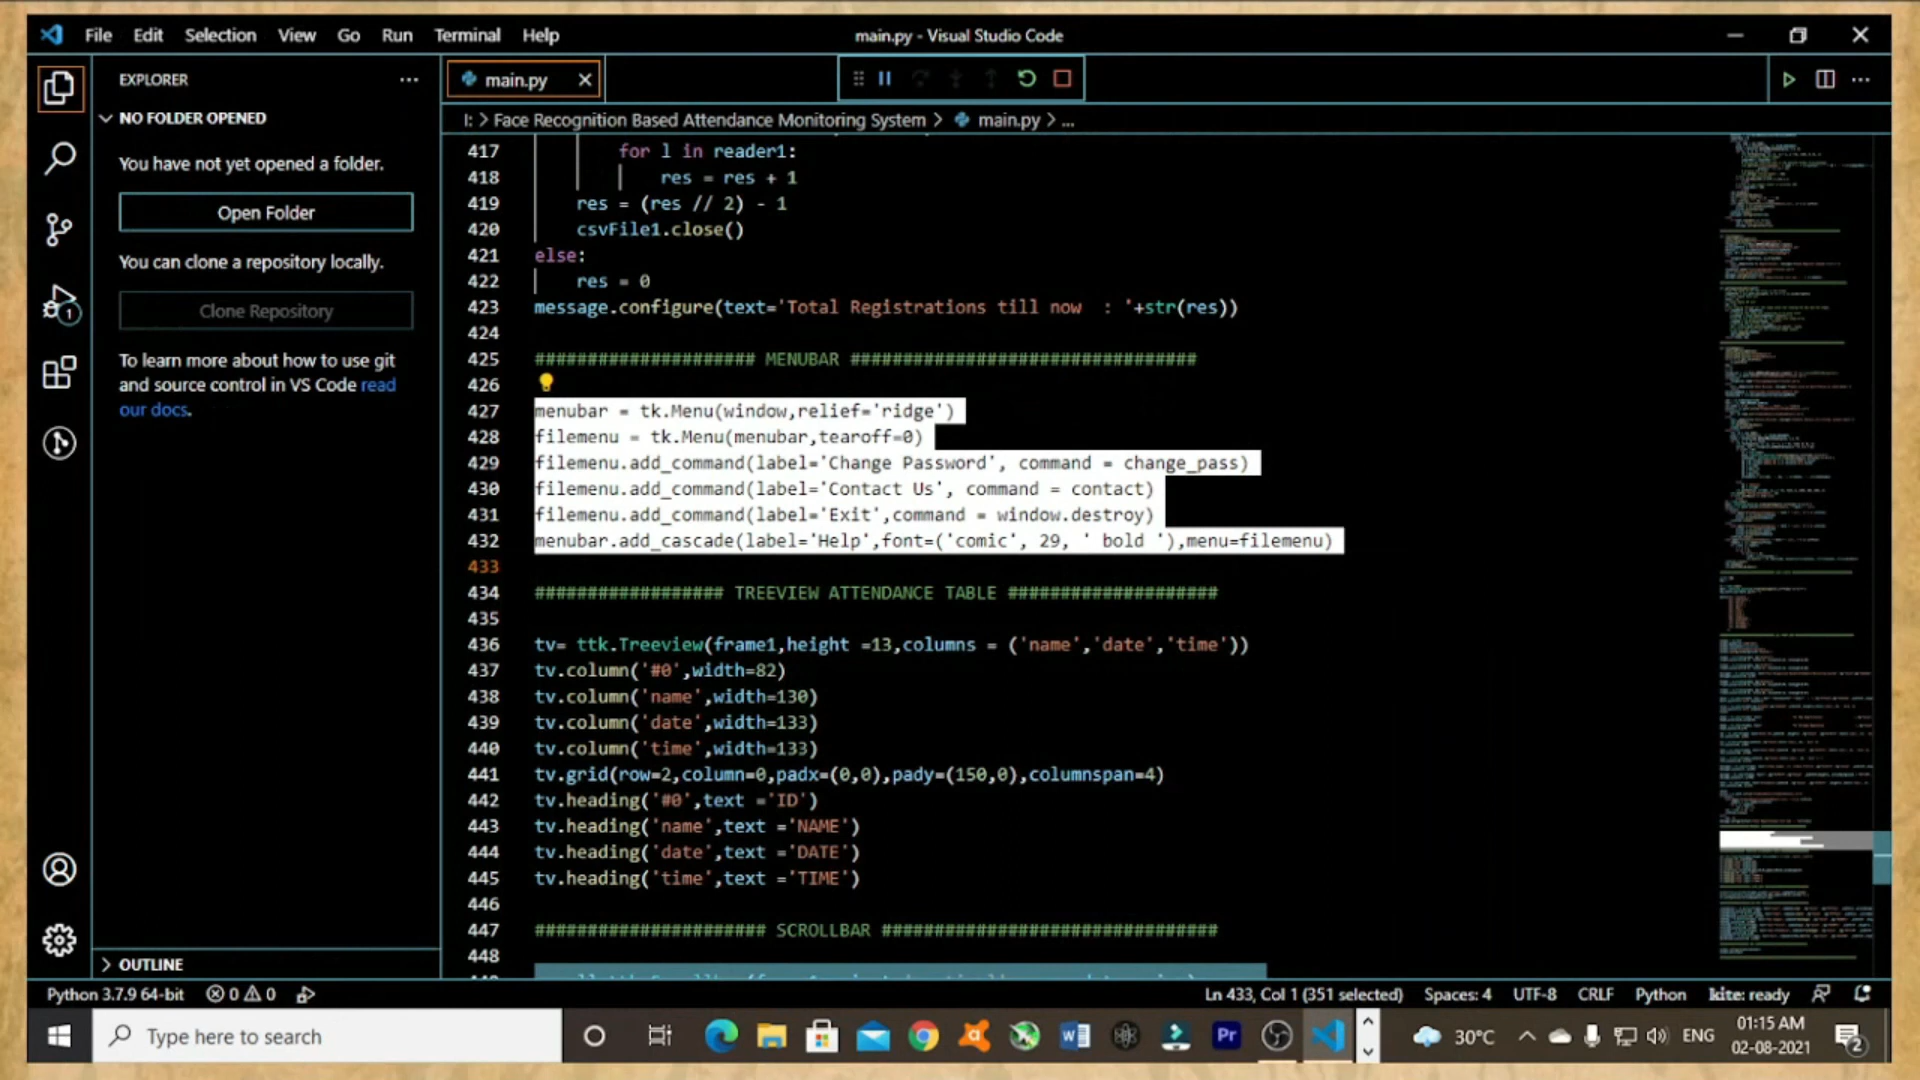 File Edit Selection View Go Run Terminal Help
main.py - Visual Studio Code
EXPLORER
main.py
NO FOLDER OPENED
You have not yet opened a folder.
Open Folder
You can clone a repository locally.
Clone Repository
To learn more about how to use git
and source control in VS Code read
our docs.
OUTLINE
I: > Face Recognition Based Attendance Monitoring System > main.py > ...
417 for l in reader1:
418 res = res + 1
419 res = (res // 2) - 1
420 csvFile1.close()
421 else:
422 res = 0
423 message.configure(text='Total Registrations till now  : '+str(res))
424
425 ##################### MENUBAR #################################
426
427 menubar = tk.Menu(window,relief='ridge')
428 filemenu = tk.Menu(menubar,tearoff=0)
429 filemenu.add_command(label='Change Password', command = change_pass)
430 filemenu.add_command(label='Contact Us', command = contact)
431 filemenu.add_command(label='Exit',command = window.destroy)
432 menubar.add_cascade(label='Help',font=('comic', 29, ' bold '),menu=filemenu)
433
434 ################## TREEVIEW ATTENDANCE TABLE ####################
435
436 tv= ttk.Treeview(frame1,height =13,columns = ('name','date','time'))
437 tv.column('#0',width=82)
438 tv.column('name',width=130)
439 tv.column('date',width=133)
440 tv.column('time',width=133)
441 tv.grid(row=2,column=0,padx=(0,0),pady=(150,0),columnspan=4)
442 tv.heading('#0',text ='ID')
443 tv.heading('name',text ='NAME')
444 tv.heading('date',text ='DATE')
445 tv.heading('time',text ='TIME')
446
447 ###################### SCROLLBAR ################################
448
Python 3.7.9 64-bit 0 0 Ln 433, Col 1 (351 selected) Spaces: 4 UTF-8 CRLF Python kite: ready
Type here to search
30°C ENG
01:15 AM
02-08-2021
2